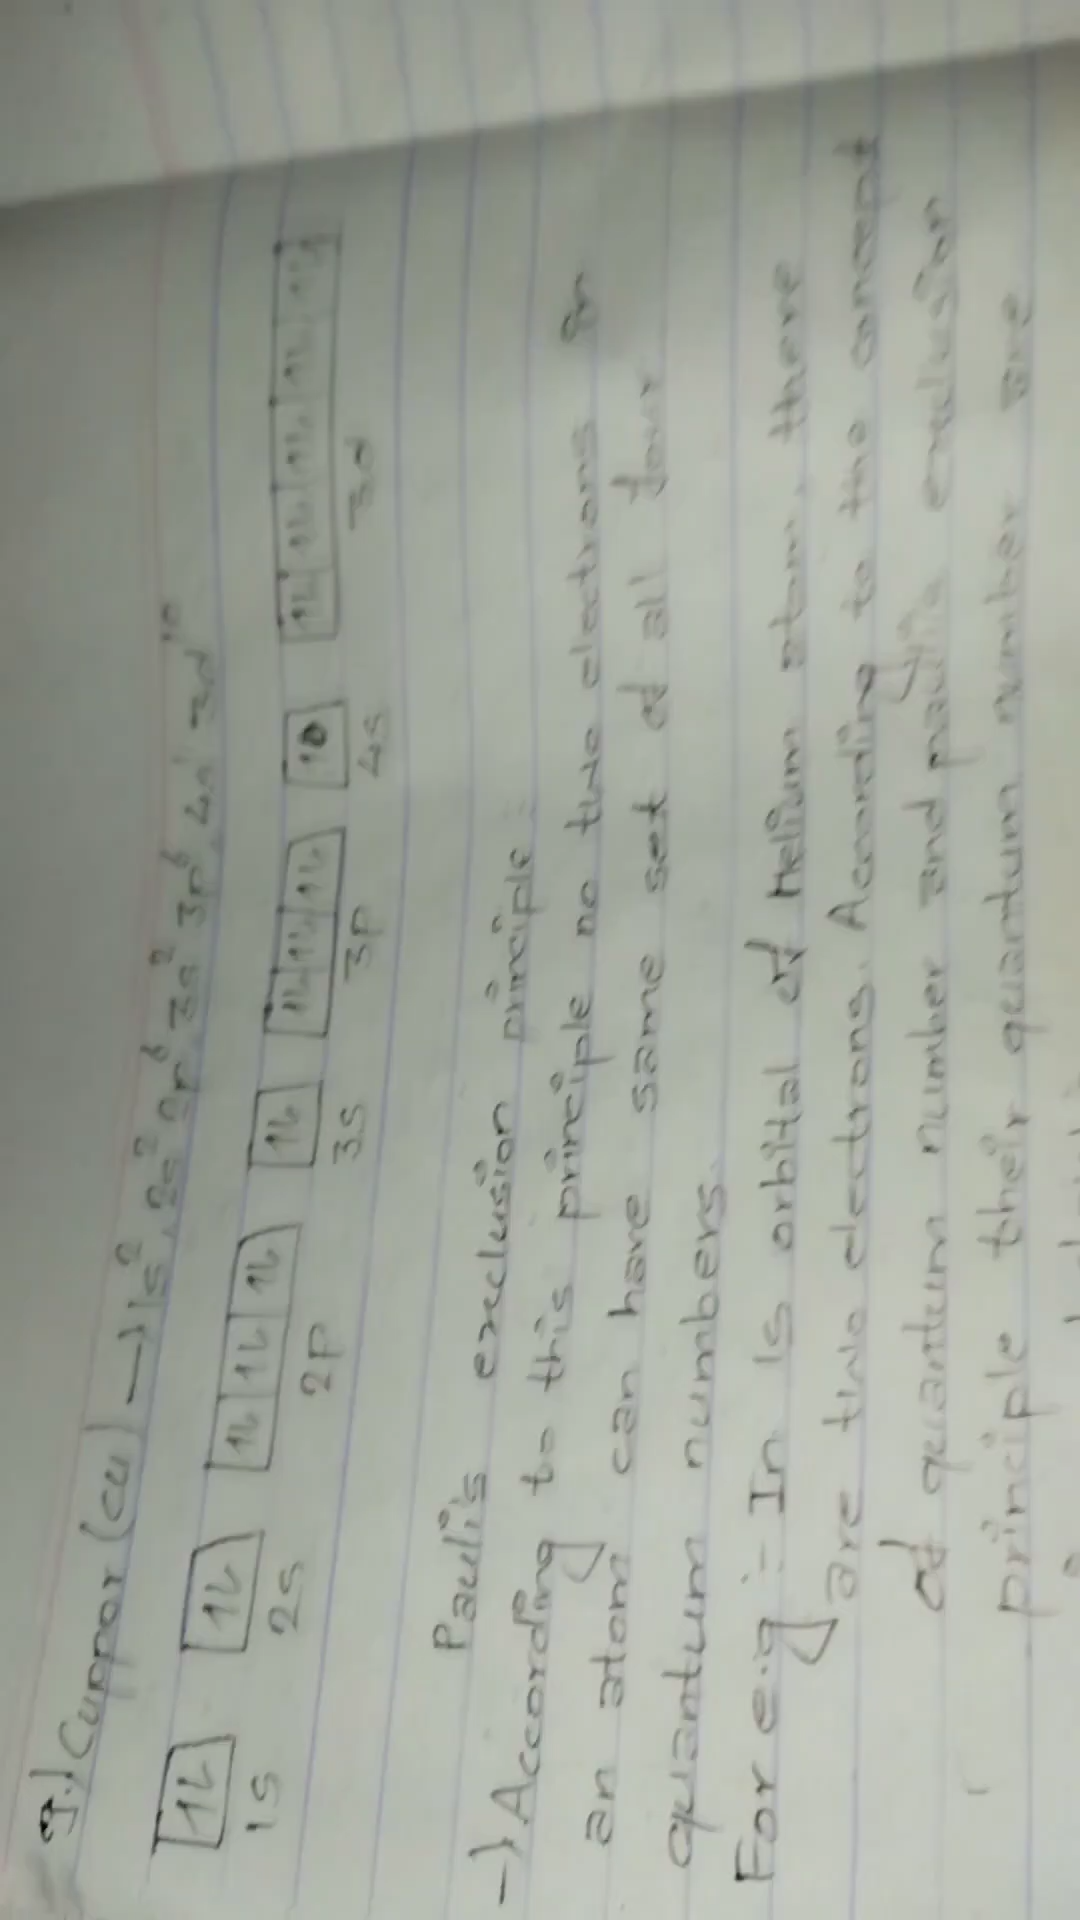 g.) Cuppor (cu) → 1s², 2s² 2p⁶, 3s² 3p⁶, 4s¹ 3d¹⁰
1s 2s 2p 3s 3p 4s 3d
Pauli's exclusion principle:
→ According to this principle no two electrons in
an atom can have same set of all four
quantum numbers.
For e.g :- In 1s orbital of Helium atom, there
are two electrons. According to the concept
of quantum number and pauli's exclusion
principle their quantum number are